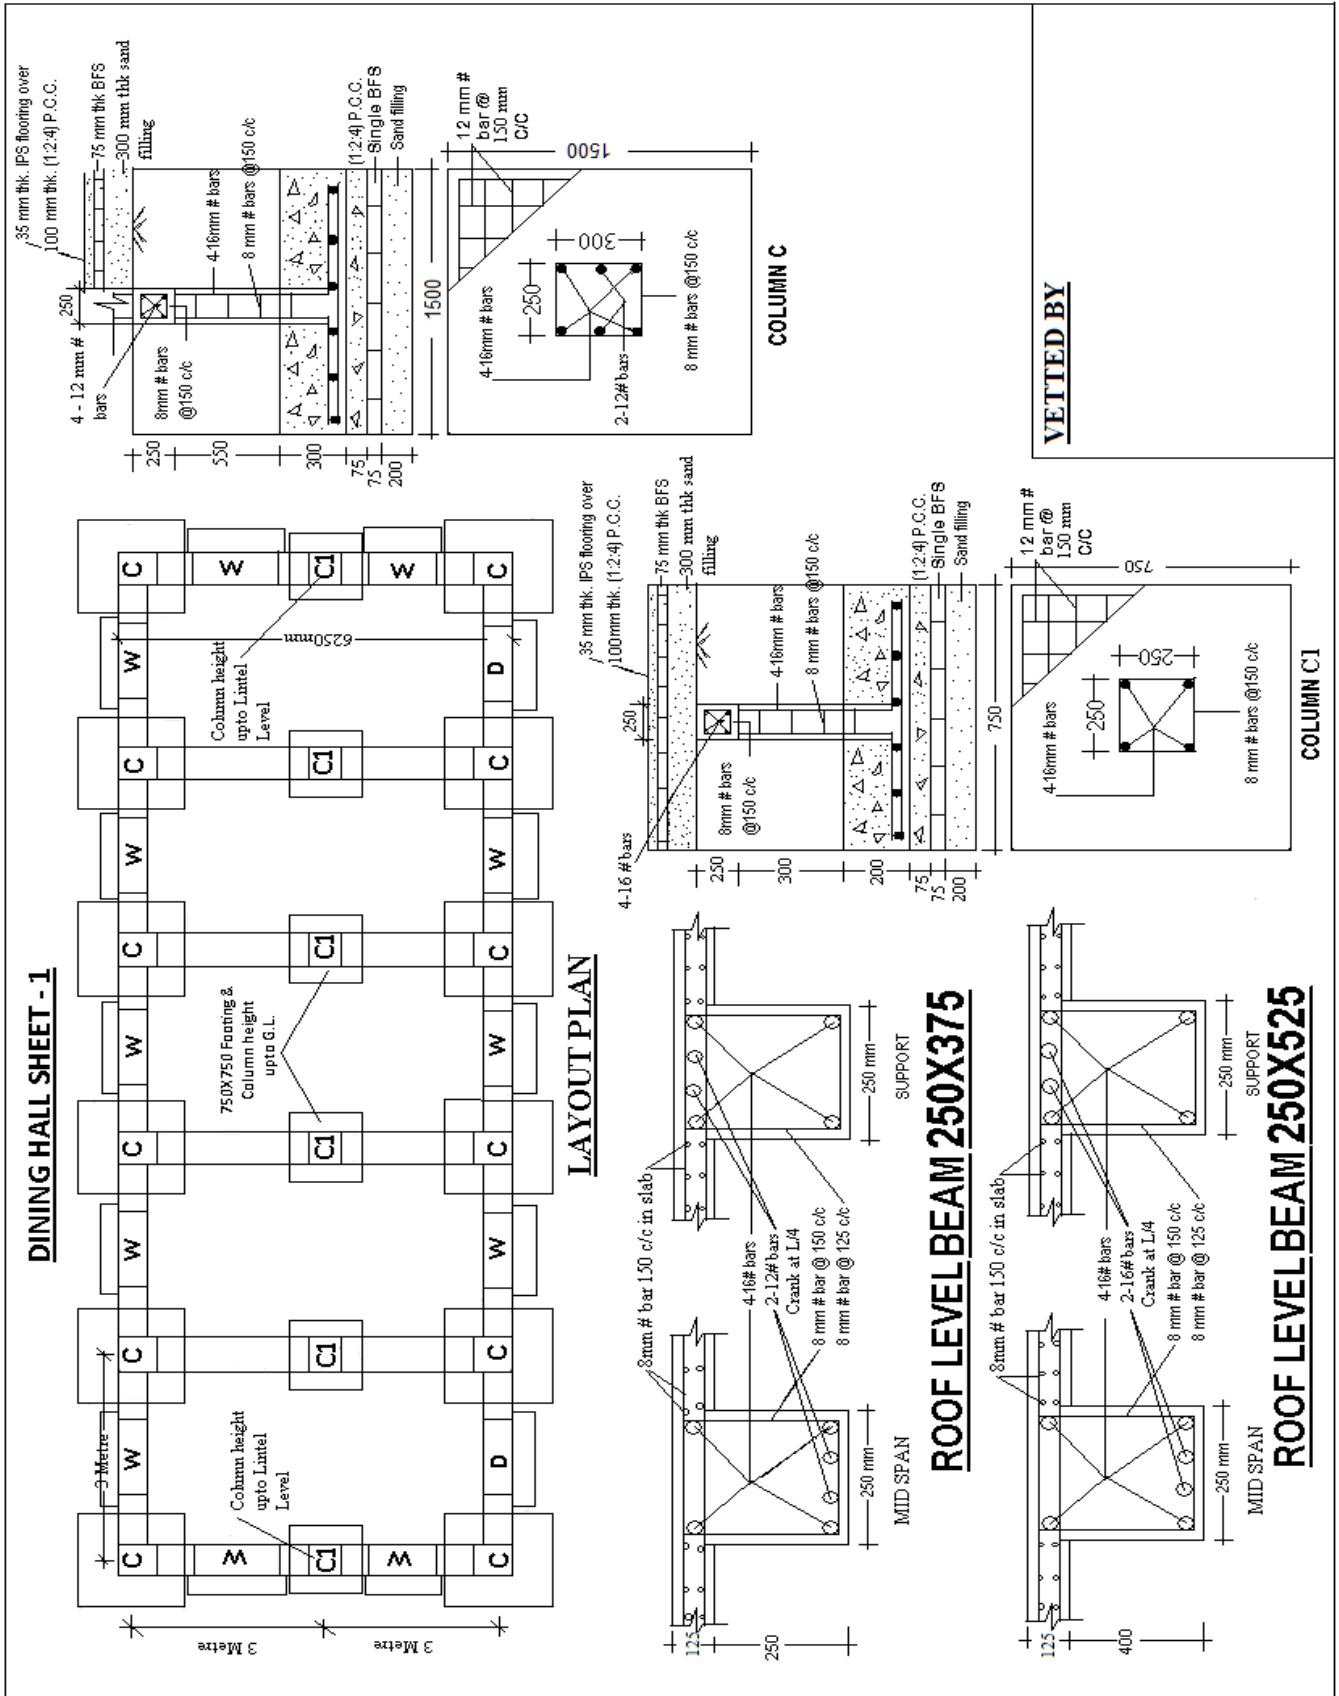 DINING HALL SHEET - 1
C
W
C
W
C
W
C
W
C
W
C
3 Metre
3 Metre
3 Metre
Column height
upto Lintel
Level
W
C1
W
C1
C1
C1
C1
W
C1
W
750X750 Footing &
Column height
upto G.L.
Column height
upto Lintel
Level
6250mm
C
D
C
W
C
W
C
W
C
D
C
LAYOUT PLAN
35 mm thk. IPS flooring over
100 mm thk. (1:2:4) P.C.C.
75 mm thk BFS
300 mm thk sand
filling
250
4 - 12 mm #
bars
8mm # bars
@150 c/c
4-16mm # bars
8 mm # bars @150 c/c
(1:2:4) P.C.C.
Single BFS
Sand filling
250
550
300
75
75
200
1500
12 mm #
bar @
150 mm
C/C
1500
4-16mm # bars
250
300
2-12# bars
8 mm # bars @150 c/c
COLUMN C
8mm # bar 150 c/c in slab
125
250
4-16# bars
2-12# bars
Crank at L/4
8 mm # bar @ 150 c/c
8 mm # bar @ 125 c/c
250 mm
250 mm
MID SPAN
SUPPORT
ROOF LEVEL BEAM 250X375
8mm # bar 150 c/c in slab
125
400
4-16# bars
2-16# bars
Crank at L/4
8 mm # bar @ 150 c/c
8 mm # bar @ 125 c/c
250 mm
250 mm
MID SPAN
SUPPORT
ROOF LEVEL BEAM 250X525
35 mm thk. IPS flooring over
100mm thk. (1:2:4) P.C.C.
75 mm thk BFS
300 mm thk sand
filling
250
4-16 # bars
8mm # bars
@150 c/c
4-16mm # bars
8 mm # bars @150 c/c
(1:2:4) P.C.C.
Single BFS
Sand filling
250
300
200
75
75
200
750
12 mm #
bar @
150 mm
C/C
750
4-16mm # bars
250
250
8 mm # bars @150 c/c
COLUMN C1
VETTED BY